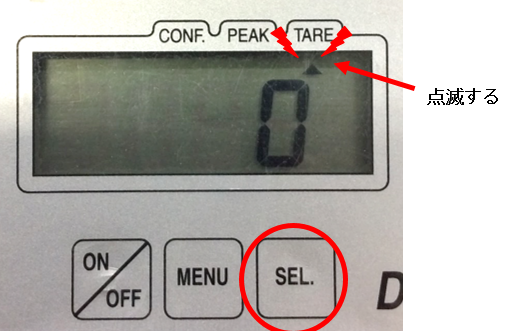 CONF. PEAK TARE
点滅する
0
ON
OFF
MENU
SEL.
D